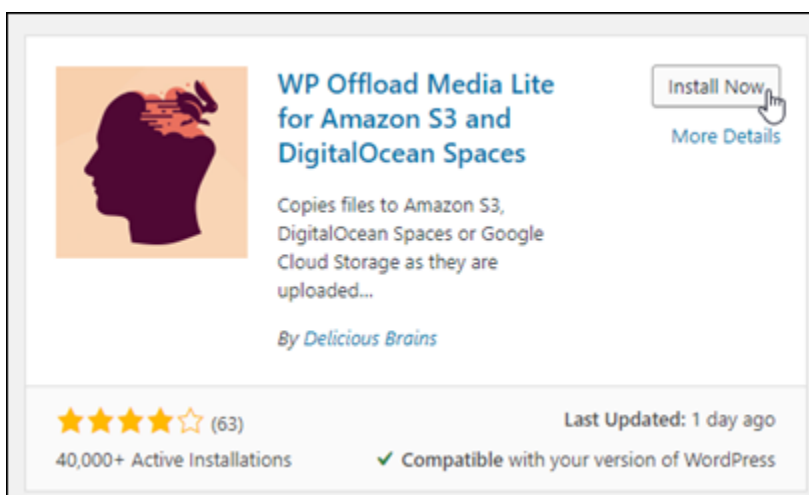 WP Offload Media Lite
for Amazon S3 and
DigitalOcean Spaces
Install Now
More Details
Copies files to Amazon S3,
DigitalOcean Spaces or Google
Cloud Storage as they are
uploaded...
By Delicious Brains
(63)
Last Updated: 1 day ago
40,000+ Active Installations
Compatible with your version of WordPress